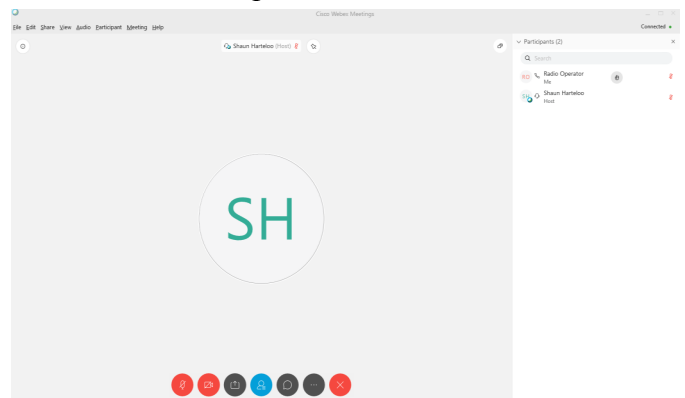 Cisco Webex Meetings
File Edit Share View Audio Participant Meeting Help
Connected
Shaun Harteloo (Host)
Participants (2)
Search
RO Radio Operator
Me
SH Shaun Harteloo
Host
SH